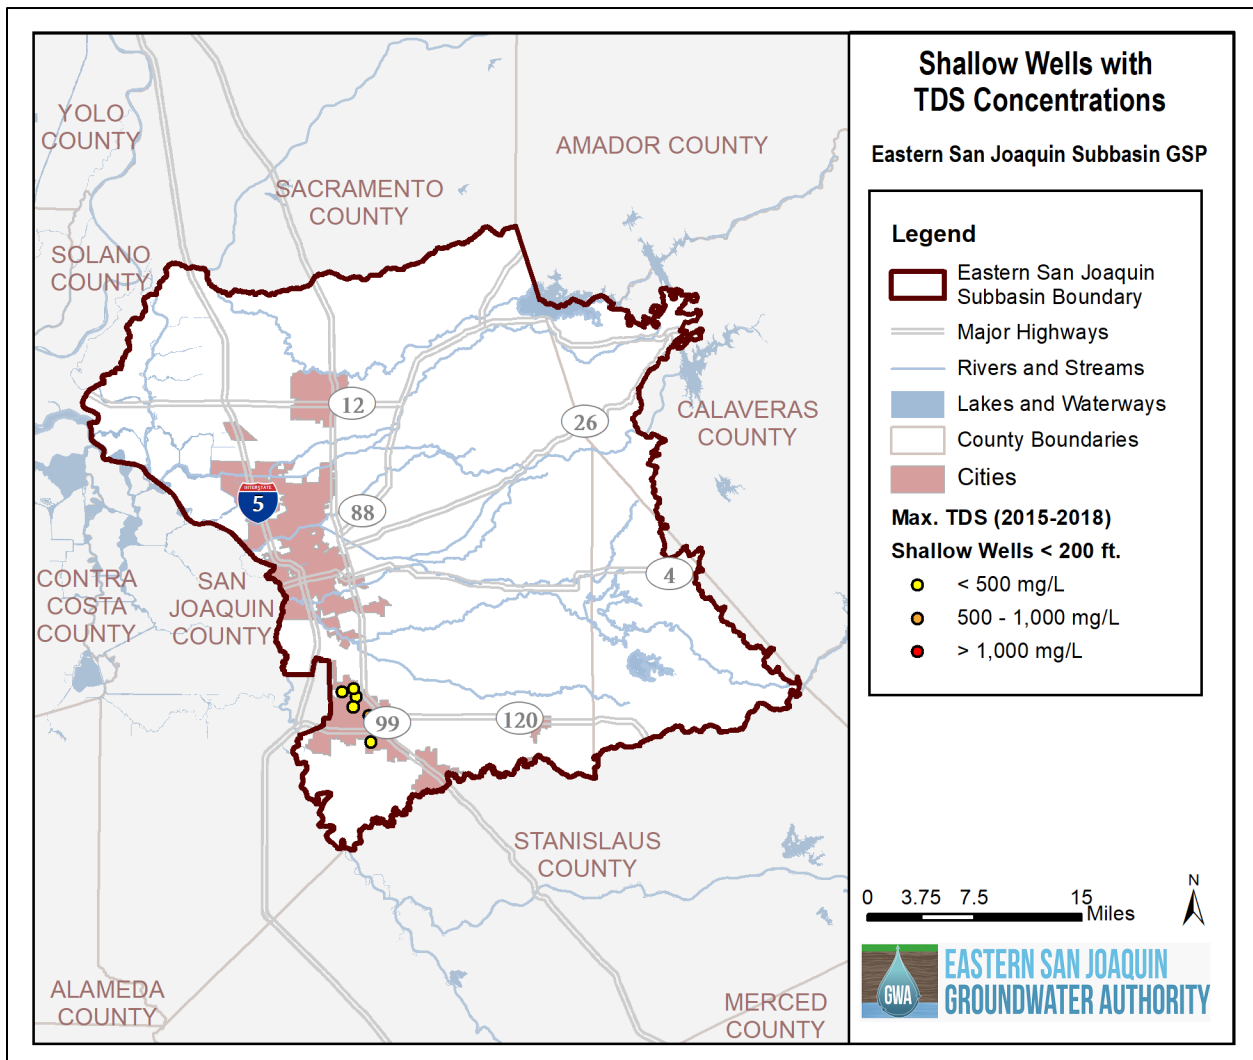 Shallow Wells with
TDS Concentrations
Eastern San Joaquin Subbasin GSP
Legend
Eastern San Joaquin
Subbasin Boundary
Major Highways
Rivers and Streams
Lakes and Waterways
County Boundaries
Cities
Max. TDS (2015-2018)
Shallow Wells < 200 ft.
< 500 mg/L
500 - 1,000 mg/L
> 1,000 mg/L
YOLO
COUNTY
AMADOR COUNTY
SACRAMENTO
COUNTY
SOLANO
COUNTY
12
26
CALAVERAS
COUNTY
INTERSTATE
5
88
4
CONTRA
COSTA
COUNTY
SAN
JOAQUIN
COUNTY
99
120
STANISLAUS
COUNTY
ALAMEDA
COUNTY
MERCED
COUNTY
N
0 3.75 7.5 15
Miles
GWA
EASTERN SAN JOAQUIN
GROUNDWATER AUTHORITY